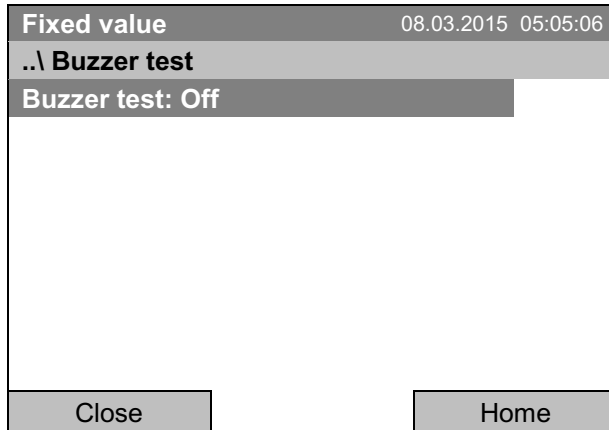 Fixed value 08.03.2015 05:05:06
..\ Buzzer test
Buzzer test: Off
Close Home